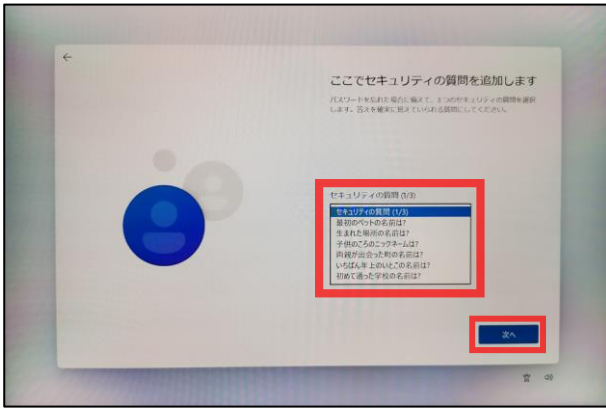 ←
ここでセキュリティの質問を追加します
パスワードを忘れた場合に備えて、3 つのセキュリティの質問を選択
します。答えを確実に覚えていられる質問にしてください。
セキュリティの質問 (1/3)
セキュリティの質問 (1/3)
最初のペットの名前は?
生まれた場所の名前は?
子供のころのニックネームは?
両親が出会った町の名前は?
いちばん年上のいとこの名前は?
初めて通った学校の名前は?
次へ